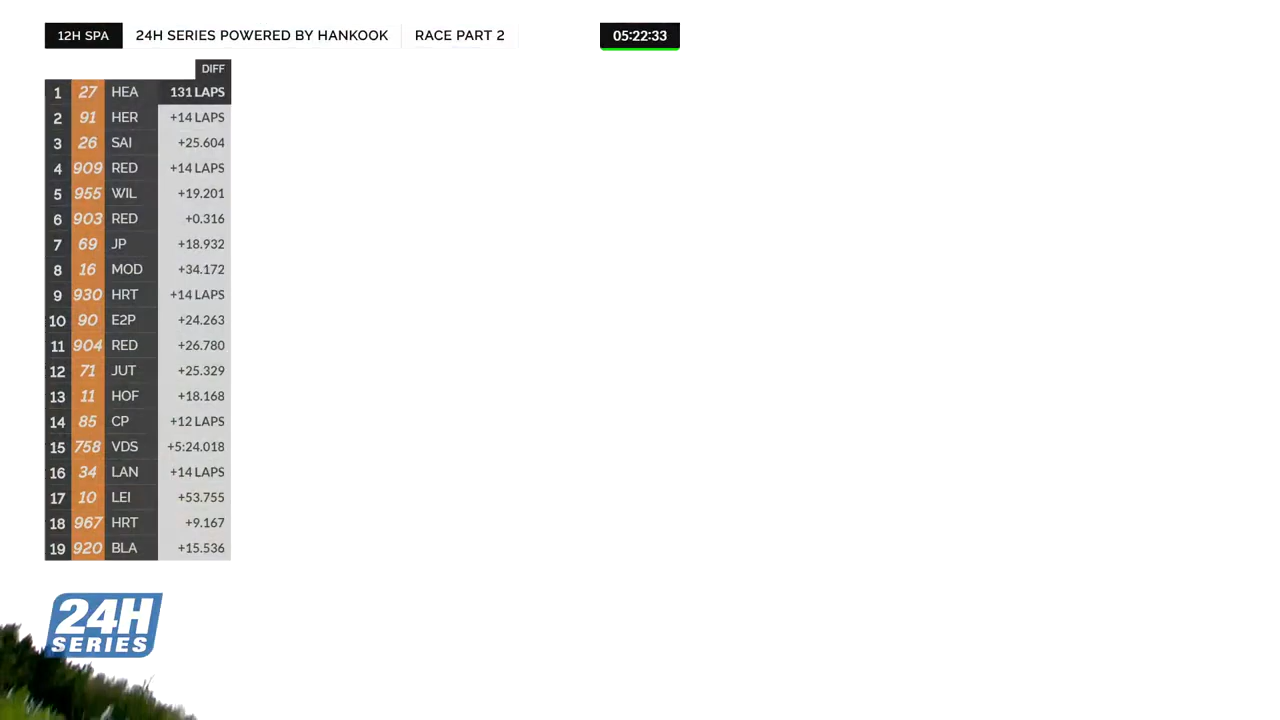 12H SPA 24H SERIES POWERED BY HANKOOK RACE PART 2 05:22:33
DIFF
1 27 HEA 131 LAPS
2 91 HER +14 LAPS
3 26 SAI +25.604
4 909 RED +14 LAPS
5 955 WIL +19.201
6 903 RED +0.316
7 69 JP +18.932
8 16 MOD +34.172
9 930 HRT +14 LAPS
10 90 E2P +24.263
11 904 RED +26.780
12 71 JUT +25.329
13 11 HOF +18.168
14 85 CP +12 LAPS
15 758 VDS +5:24.018
16 34 LAN +14 LAPS
17 10 LEI +53.755
18 967 HRT +9.167
19 920 BLA +15.536
24H
SERIES